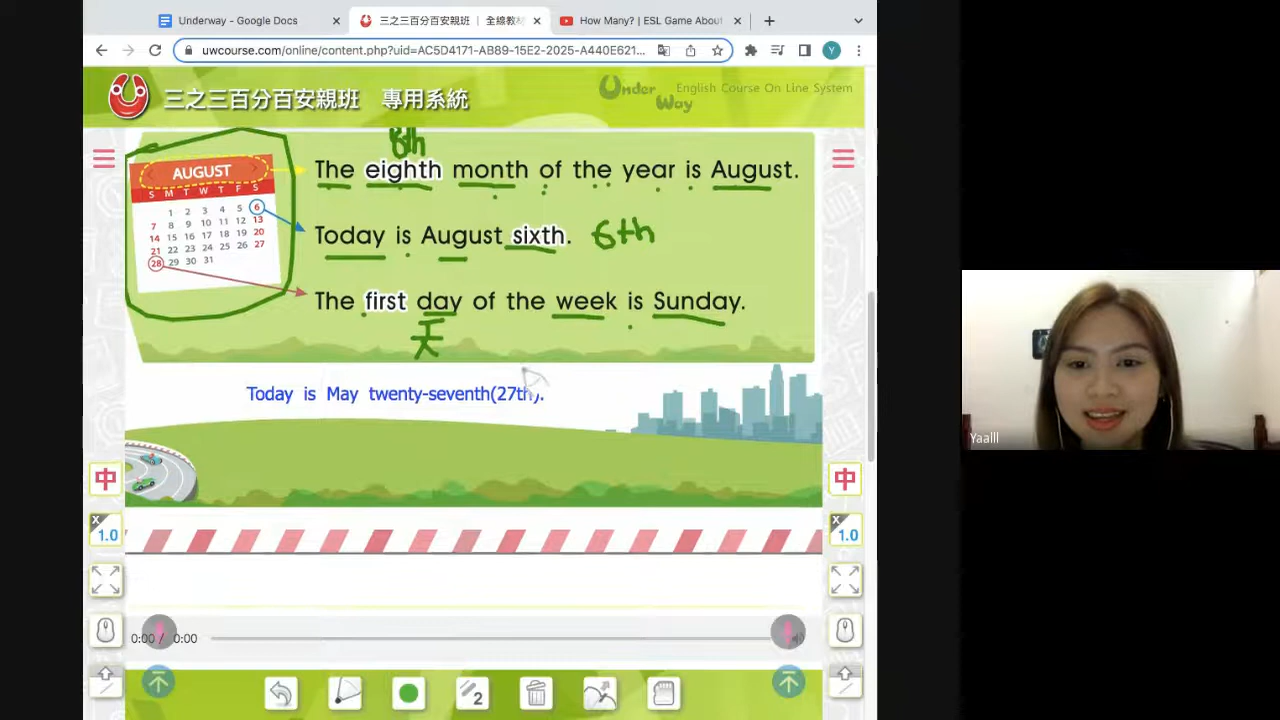 Underway - Google Docs
三之三百分百安親班 ｜ 全線教材
How Many? | ESL Game About
uwcourse.com/online/content.php?uid=AC5D4171-AB89-15E2-2025-A440E621...
Y
三之三百分百安親班 專用系統
Under Way
English Course On Line System
8th
AUGUST
S M T W T F S
1 2 3 4 5 6
7 8 9 10 11 12 13
14 15 16 17 18 19 20
21 22 23 24 25 26 27
28 29 30 31
The eighth month of the year is August.
Today is August sixth. 6th
The first day of the week is Sunday.
天
Today is May twenty-seventh(27th).
Yaalll
中
中
x 1.0
x 1.0
0:00 / 0:00
2